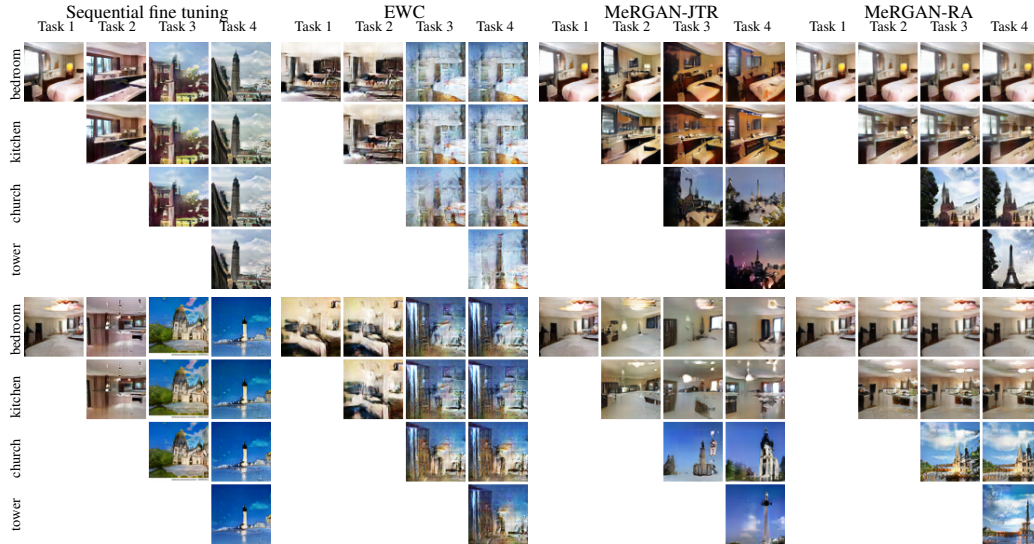 Sequential fine tuning EWC MeRGAN-JTR MeRGAN-RA
Task 1 Task 2 Task 3 Task 4 Task 1 Task 2 Task 3 Task 4 Task 1 Task 2 Task 3 Task 4 Task 1 Task 2 Task 3 Task 4
bedroom
kitchen
church
tower
bedroom
kitchen
church
tower